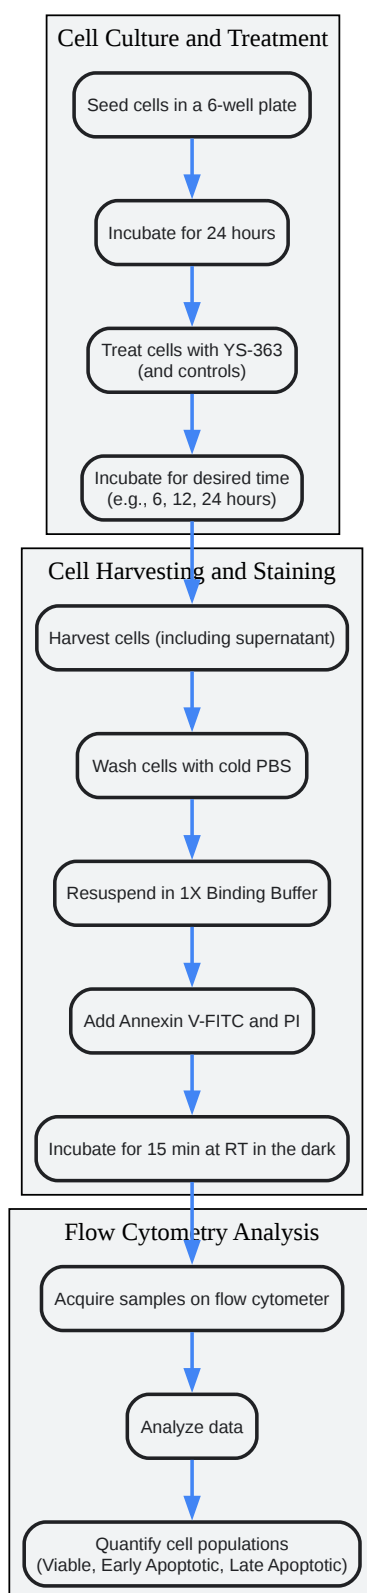 Cell Culture and Treatment
Seed cells in a 6-well plate
Incubate for 24 hours
Treat cells with YS-363
(and controls)
Incubate for desired time
(e.g., 6, 12, 24 hours)
Cell Harvesting and Staining
Harvest cells (including supernatant)
Wash cells with cold PBS
Resuspend in 1X Binding Buffer
Add Annexin V-FITC and PI
Incubate for 15 min at RT in the dark
Flow Cytometry Analysis
Acquire samples on flow cytometer
Analyze data
Quantify cell populations
(Viable, Early Apoptotic, Late Apoptotic)